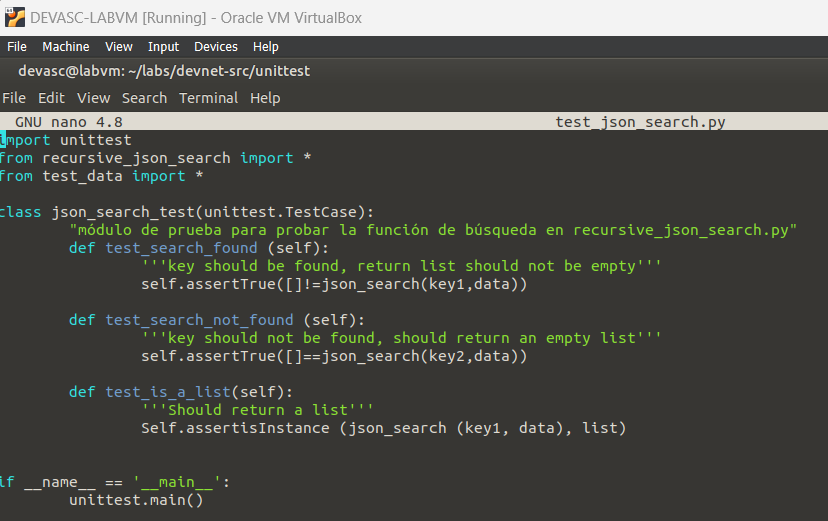 DEVASC-LABVM [Running] - Oracle VM VirtualBox
File Machine View Input Devices Help
devasc@labvm: ~/labs/devnet-src/unittest
File Edit View Search Terminal Help
GNU nano 4.8 test_json_search.py
import unittest
from recursive_json_search import *
from test_data import *
class json_search_test(unittest.TestCase):
"módulo de prueba para probar la función de búsqueda en recursive_json_search.py"
def test_search_found (self):
'''key should be found, return list should not be empty'''
self.assertTrue([]!=json_search(key1,data))
def test_search_not_found (self):
'''key should not be found, should return an empty list'''
self.assertTrue([]==json_search(key2,data))
def test_is_a_list(self):
'''Should return a list'''
Self.assertisInstance (json_search (key1, data), list)
if __name__ == '__main__':
unittest.main()